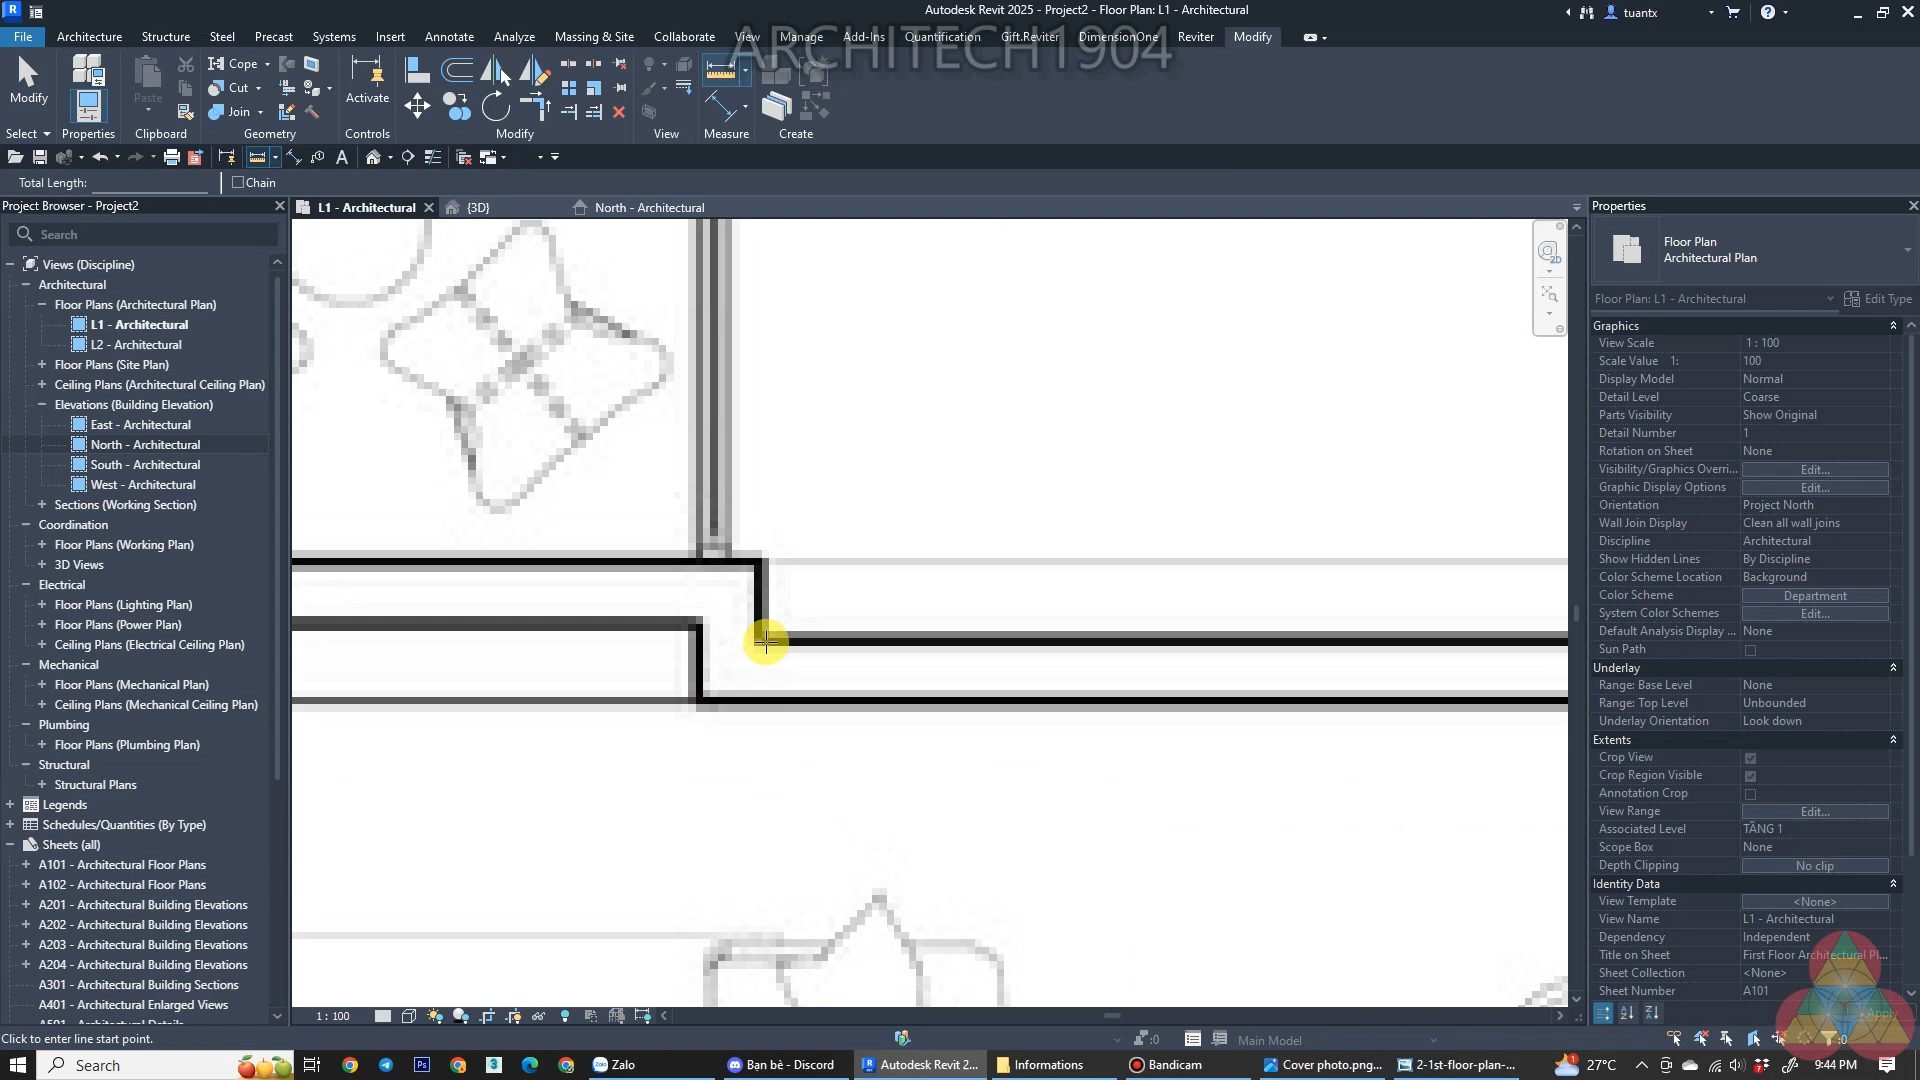 Autodesk Revit 2025 - Project2 - Floor Plan: L1 - Architectural
tuantx
File
Architecture
Structure
Steel
Precast
Systems
Insert
Annotate
Analyze
Massing & Site
Collaborate
View
Manage
Add-Ins
Quantification
Gift.Reviter
DimensionOne
Reviter
Modify
ARCHITECH1904
Modify
Paste
Cope
Cut
Join
Activate
Select
Properties
Clipboard
Geometry
Controls
Modify
View
Measure
Create
Total Length:
Chain
Project Browser - Project2
Search
Views (Discipline)
Architectural
Floor Plans (Architectural Plan)
L1 - Architectural
L2 - Architectural
Floor Plans (Site Plan)
Ceiling Plans (Architectural Ceiling Plan)
Elevations (Building Elevation)
East - Architectural
North - Architectural
South - Architectural
West - Architectural
Sections (Working Section)
Coordination
Floor Plans (Working Plan)
3D Views
Electrical
Floor Plans (Lighting Plan)
Floor Plans (Power Plan)
Ceiling Plans (Electrical Ceiling Plan)
Mechanical
Floor Plans (Mechanical Plan)
Ceiling Plans (Mechanical Ceiling Plan)
Plumbing
Floor Plans (Plumbing Plan)
Structural
Structural Plans
Legends
Schedules/Quantities (By Type)
Sheets (all)
A101 - Architectural Floor Plans
A102 - Architectural Floor Plans
A201 - Architectural Building Elevations
A202 - Architectural Building Elevations
A203 - Architectural Building Elevations
A204 - Architectural Building Elevations
A301 - Architectural Building Sections
A401 - Architectural Enlarged Views
L1 - Architectural
{3D}
North - Architectural
2D
Properties
Floor Plan
Architectural Plan
Floor Plan: L1 - Architectural
Edit Type
Graphics
View Scale 1 : 100
Scale Value 1: 100
Display Model Normal
Detail Level Coarse
Parts Visibility Show Original
Detail Number 1
Rotation on Sheet None
Visibility/Graphics Overri... Edit...
Graphic Display Options Edit...
Orientation Project North
Wall Join Display Clean all wall joins
Discipline Architectural
Show Hidden Lines By Discipline
Color Scheme Location Background
Color Scheme Department
System Color Schemes Edit...
Default Analysis Display ... None
Sun Path
Underlay
Range: Base Level None
Range: Top Level Unbounded
Underlay Orientation Look down
Extents
Crop View
Crop Region Visible
Annotation Crop
View Range Edit...
Associated Level TẦNG 1
Scope Box None
Depth Clipping No clip
Identity Data
View Template <None>
View Name L1 - Architectural
Dependency Independent
Title on Sheet First Floor Architectural Pl...
Sheet Collection <None>
Sheet Number A101
Apply
1 : 100
Click to enter line start point.
:0
Main Model
:0
Search
Zalo
Bạn bè - Discord
Autodesk Revit 2...
Informations
Bandicam
Cover photo.png...
2-1st-floor-plan-...
27°C
9:44 PM